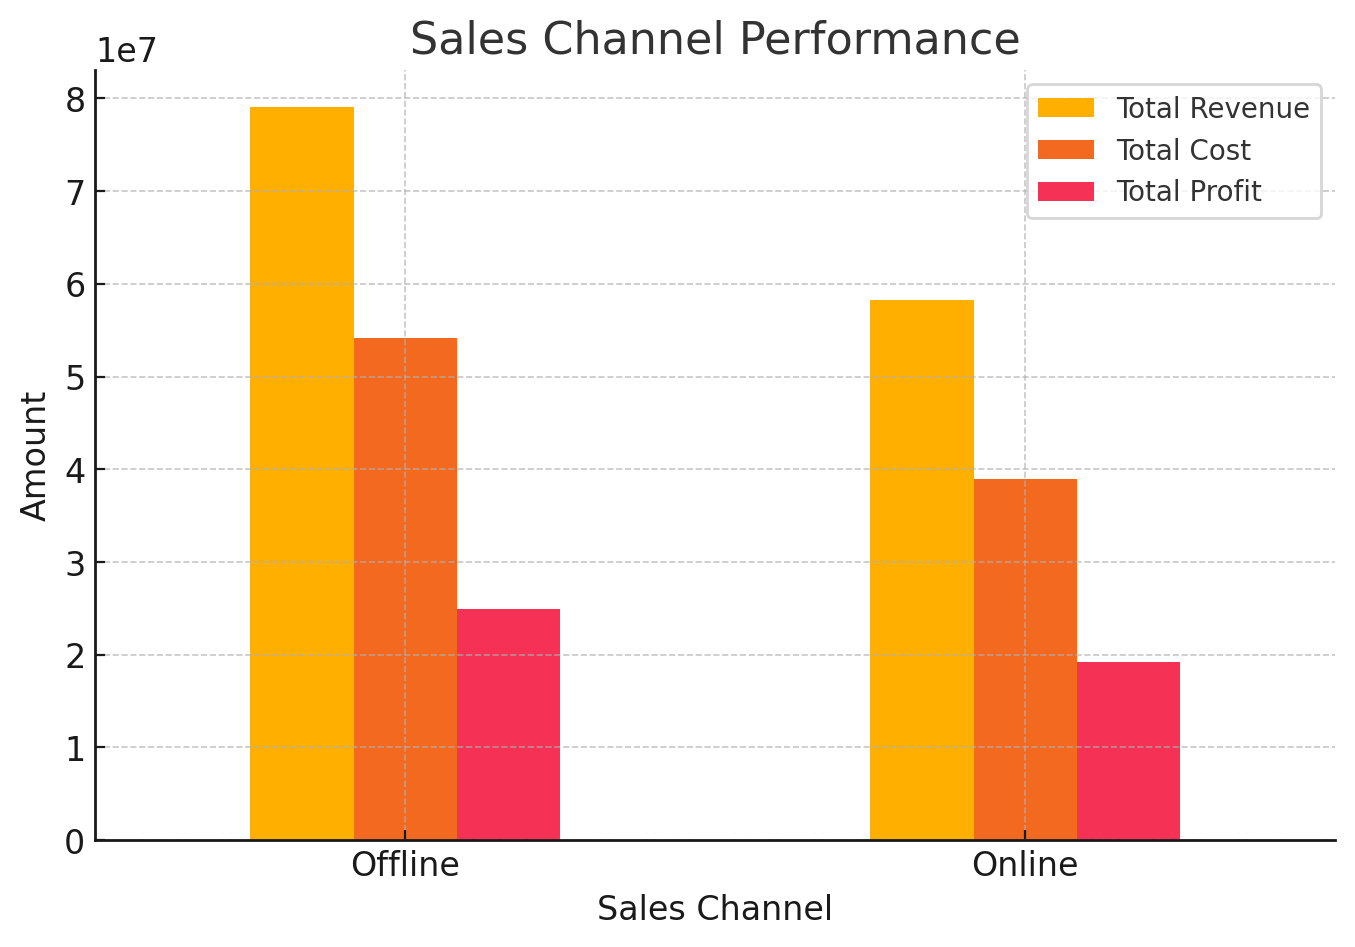 Sales Channel Performance
1e7
8
7
6
5
4
3
2
1
0
Amount
Total Revenue
Total Cost
Total Profit
Offline
Online
Sales Channel